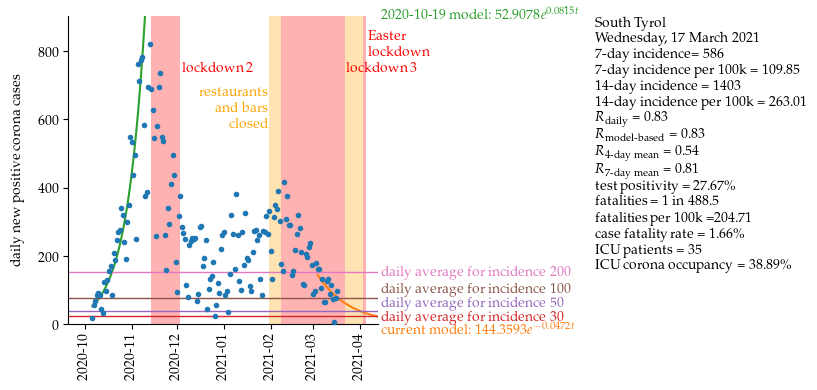 2020-10-19 model: 52.9078e^0.0815t
Easter
lockdown
lockdown 2
lockdown 3
restaurants
and bars
closed
daily new positive corona cases
800
600
400
200
0
daily average for incidence 200
daily average for incidence 100
daily average for incidence 50
daily average for incidence 30
current model: 144.3593e^−0.0472t
2020-10
2020-11
2020-12
2021-01
2021-02
2021-03
2021-04
South Tyrol
Wednesday, 17 March 2021
7-day incidence= 586
7-day incidence per 100k = 109.85
14-day incidence = 1403
14-day incidence per 100k = 263.01
R_daily = 0.83
R_model-based = 0.83
R_4-day mean = 0.54
R_7-day mean = 0.81
test positivity = 27.67%
fatalities = 1 in 488.5
fatalities per 100k =204.71
case fatality rate = 1.66%
ICU patients = 35
ICU corona occupancy = 38.89%